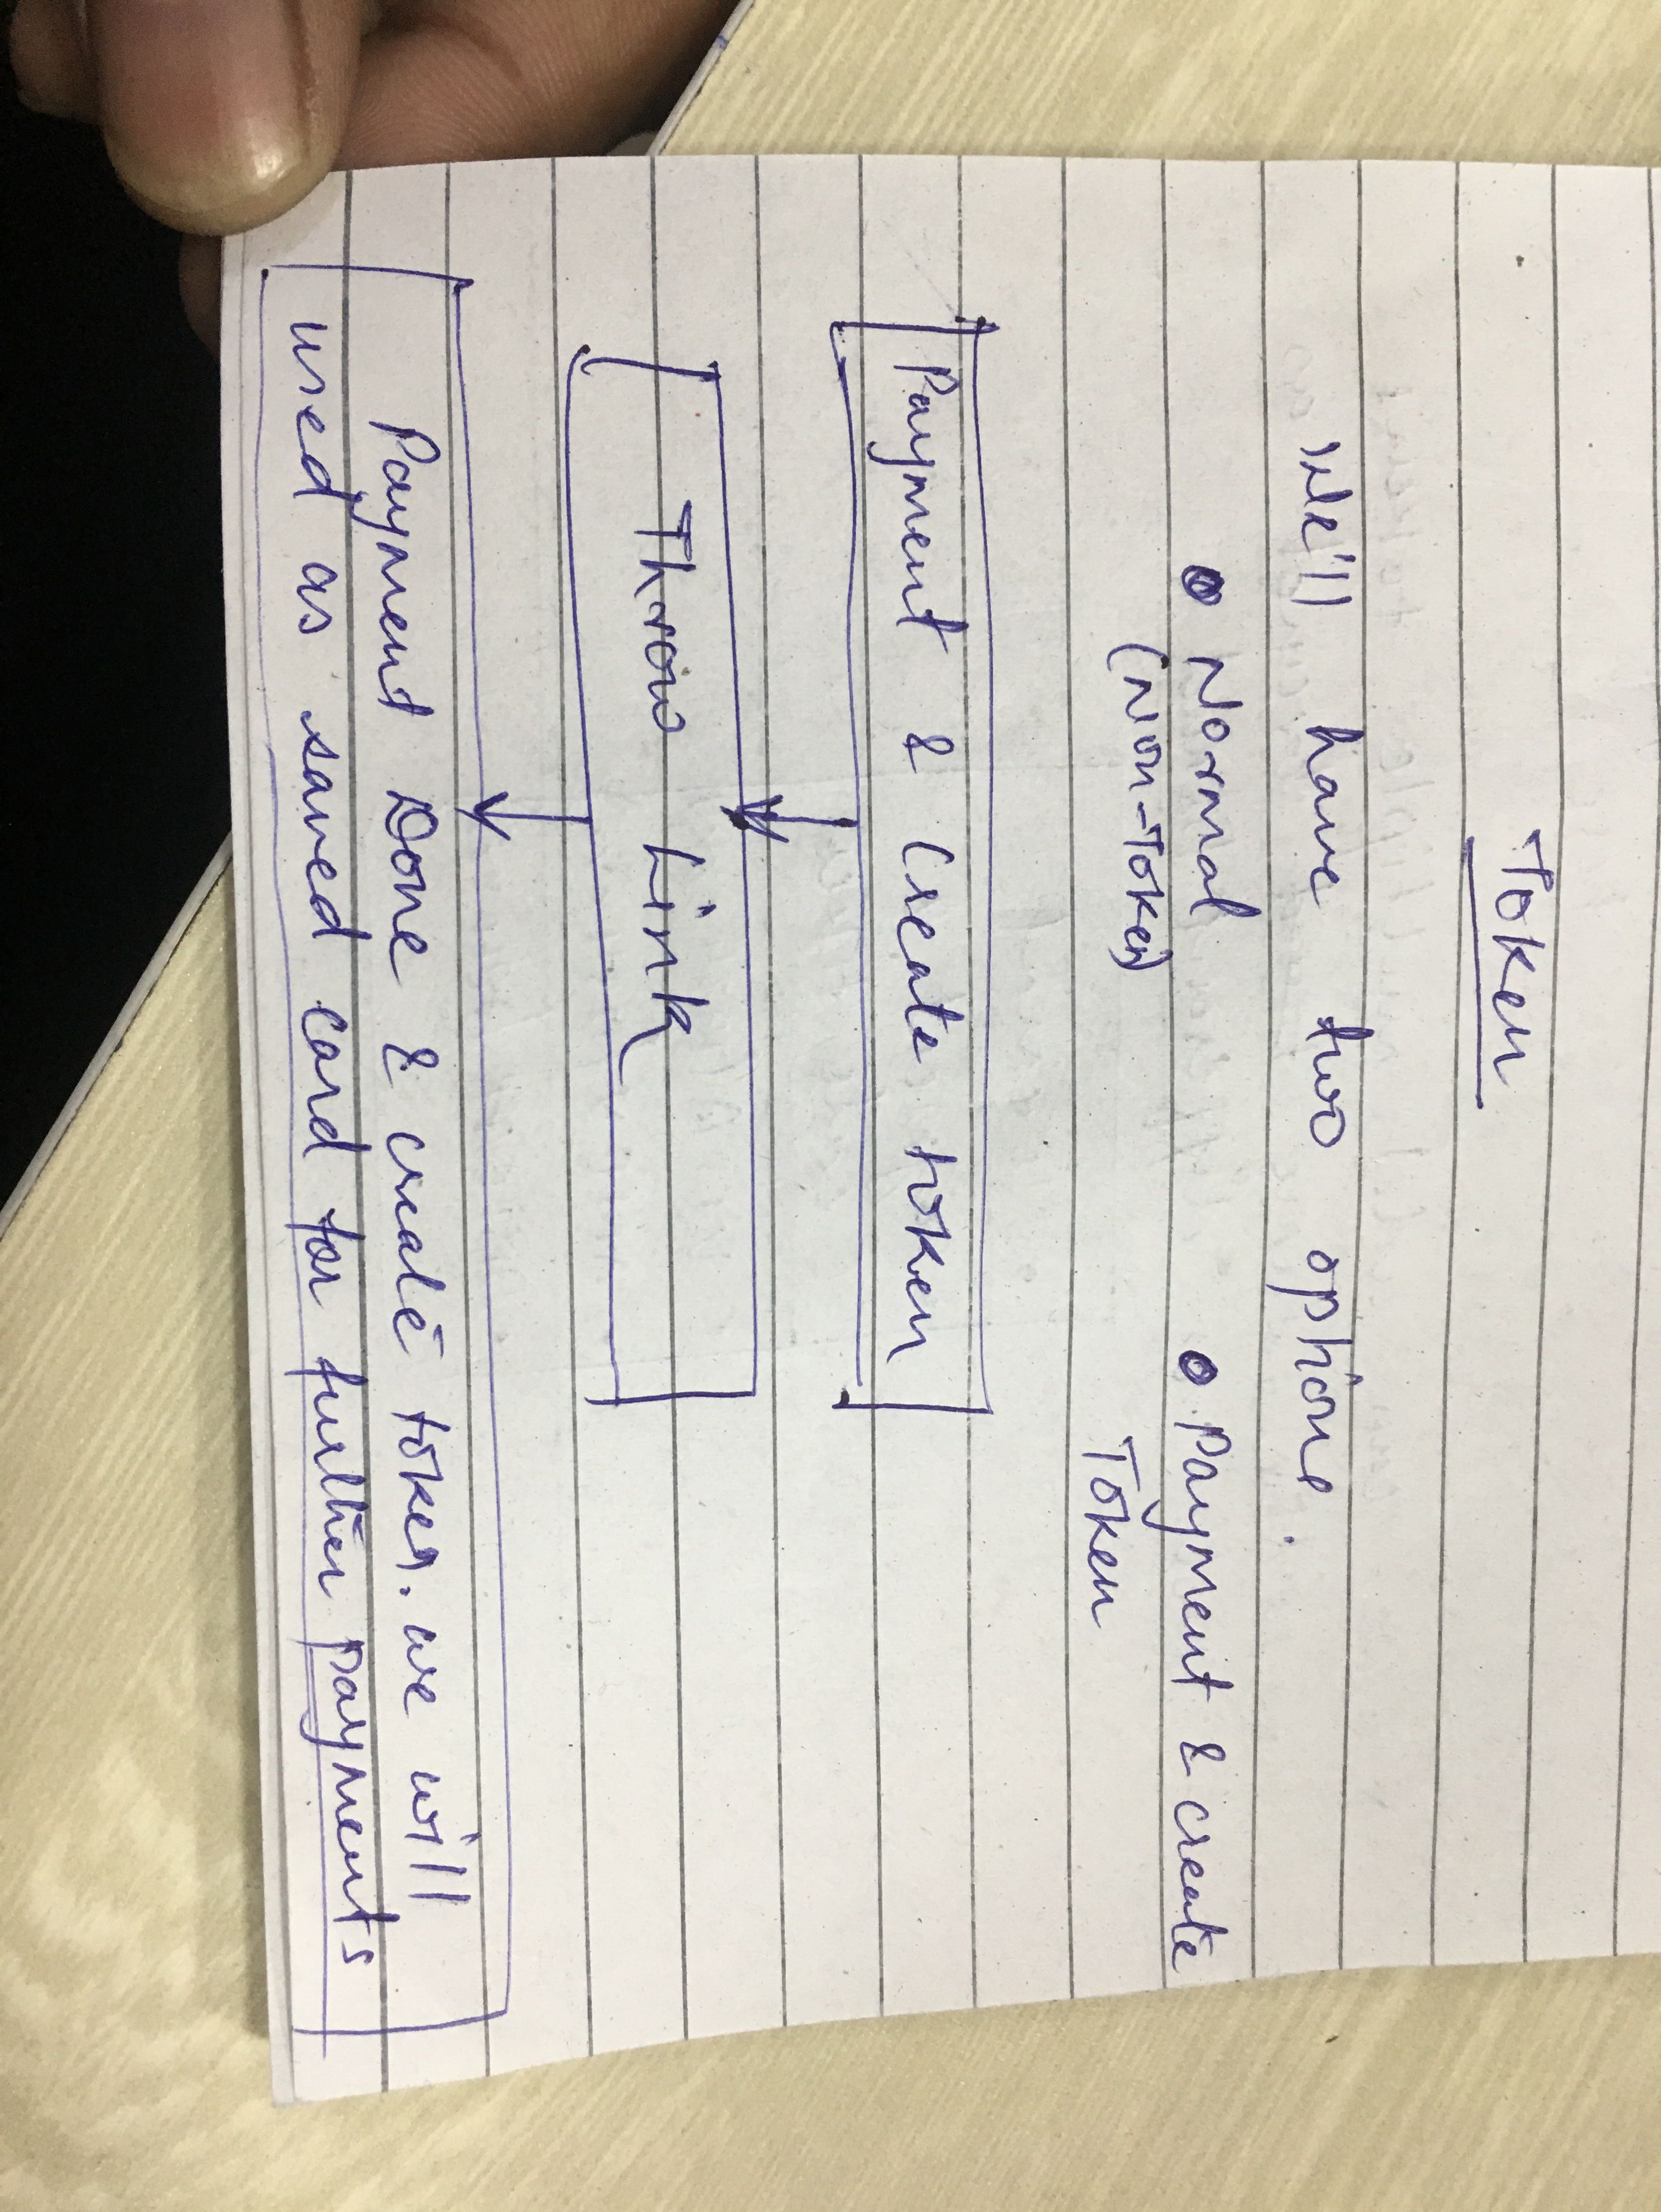 Token
we'll have two options.
• Normal • Payment & create
(Non-Token) Token
Payment & Create token
Throw Link
Payment Done & create token. we will
used as saved card for further payments